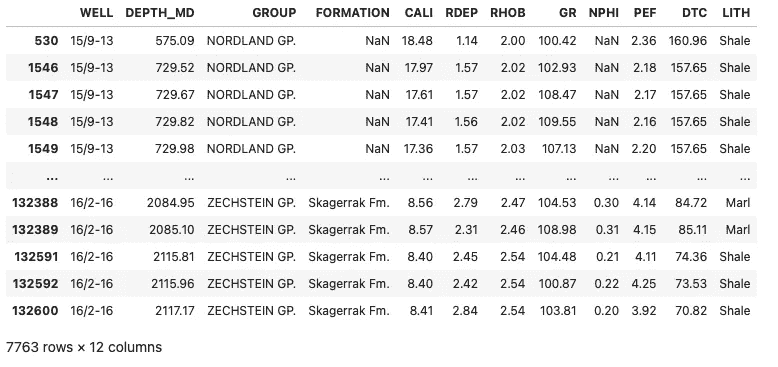 WELL DEPTH_MD GROUP FORMATION CALI RDEP RHOB GR NPHI PEF DTC LITH
530 15/9-13 575.09 NORDLAND GP. NaN 18.48 1.14 2.00 100.42 NaN 2.36 160.96 Shale
1546 15/9-13 729.52 NORDLAND GP. NaN 17.97 1.57 2.02 102.93 NaN 2.18 157.65 Shale
1547 15/9-13 729.67 NORDLAND GP. NaN 17.61 1.57 2.02 108.47 NaN 2.17 157.65 Shale
1548 15/9-13 729.82 NORDLAND GP. NaN 17.41 1.56 2.02 109.55 NaN 2.16 157.65 Shale
1549 15/9-13 729.98 NORDLAND GP. NaN 17.36 1.57 2.03 107.13 NaN 2.20 157.65 Shale
... ... ... ... ... ... ... ... ... ... ... ... ...
132388 16/2-16 2084.95 ZECHSTEIN GP. Skagerrak Fm. 8.56 2.79 2.47 104.53 0.30 4.14 84.72 Marl
132389 16/2-16 2085.10 ZECHSTEIN GP. Skagerrak Fm. 8.57 2.31 2.46 108.98 0.31 4.15 85.11 Marl
132591 16/2-16 2115.81 ZECHSTEIN GP. Skagerrak Fm. 8.40 2.45 2.54 104.48 0.21 4.11 74.36 Shale
132592 16/2-16 2115.96 ZECHSTEIN GP. Skagerrak Fm. 8.40 2.42 2.54 100.87 0.22 4.25 73.53 Shale
132600 16/2-16 2117.17 ZECHSTEIN GP. Skagerrak Fm. 8.41 2.84 2.54 103.81 0.20 3.92 70.82 Shale
7763 rows × 12 columns